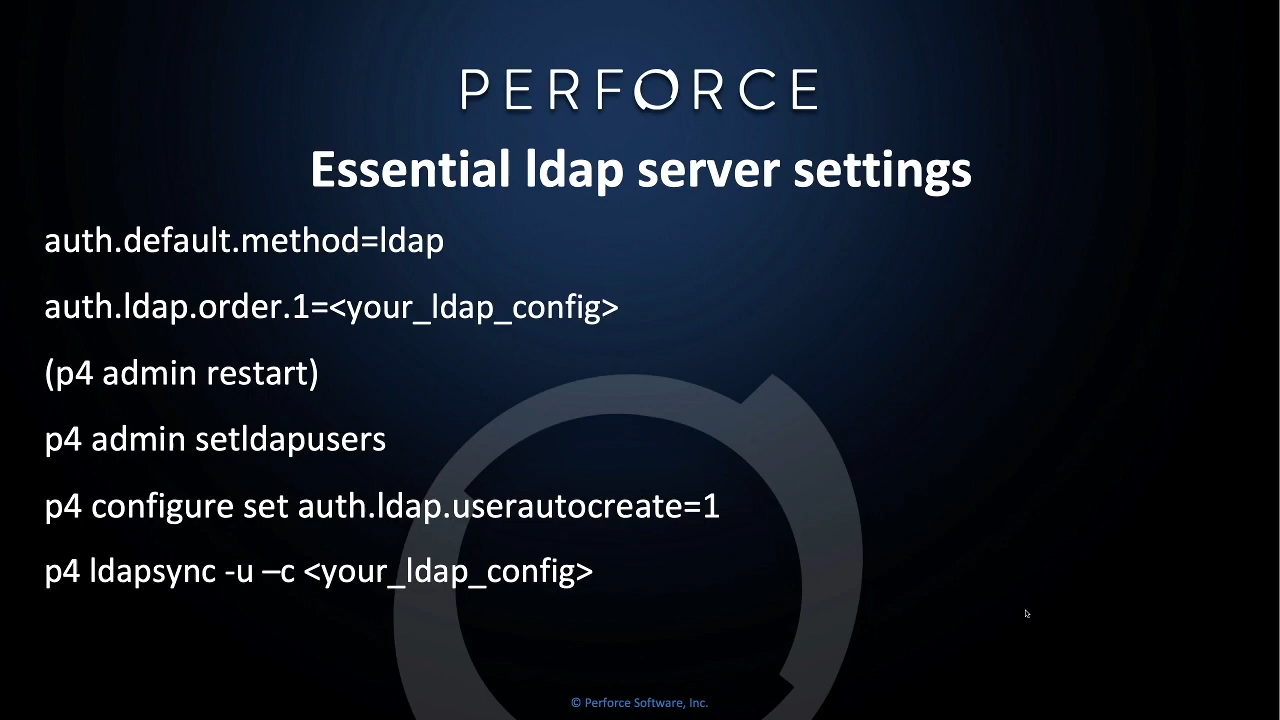 PERFORCE
Essential ldap server settings
auth.default.method=ldap
auth.ldap.order.1=<your_ldap_config>
(p4 admin restart)
p4 admin setldapusers
p4 configure set auth.ldap.userautocreate=1
p4 ldapsync -u –c <your_ldap_config>
© Perforce Software, Inc.